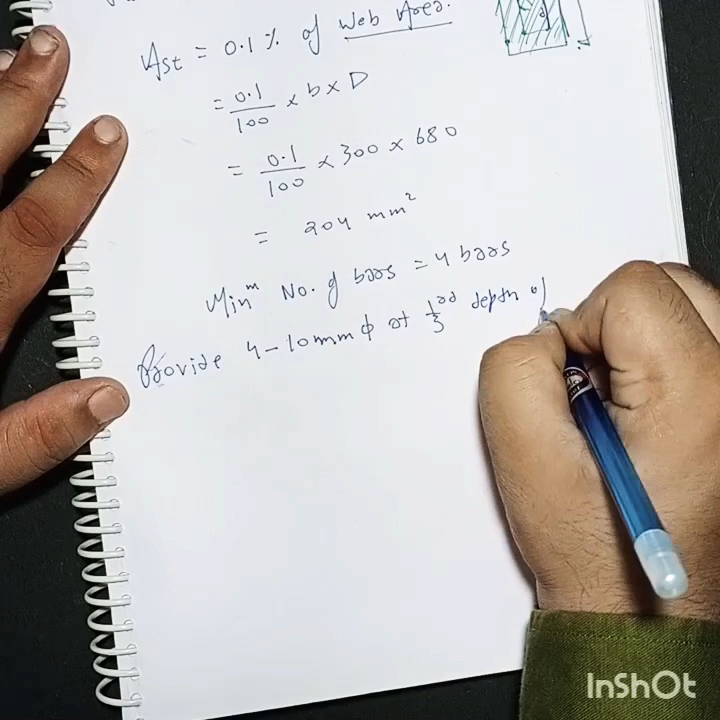 Ast = 0.1% of Web Area.
= 0.1/100 × b × D
= 0.1/100 × 300 × 680
= 204 mm²
Minᵐ No. of bars = 4 bars
Provide 4-10mm ϕ at 1/3rd depth of
d
InShOt